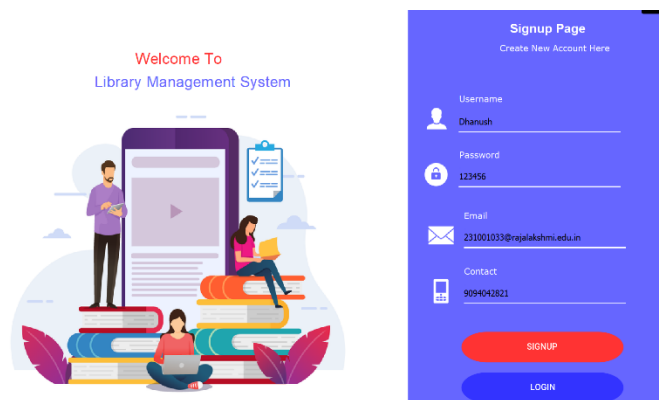 Welcome To
Library Management System
Signup Page
Create New Account Here
Username
Dhanush
Password
123456
Email
231001033@rajalakshmi.edu.in
Contact
9094042821
SIGNUP
LOGIN